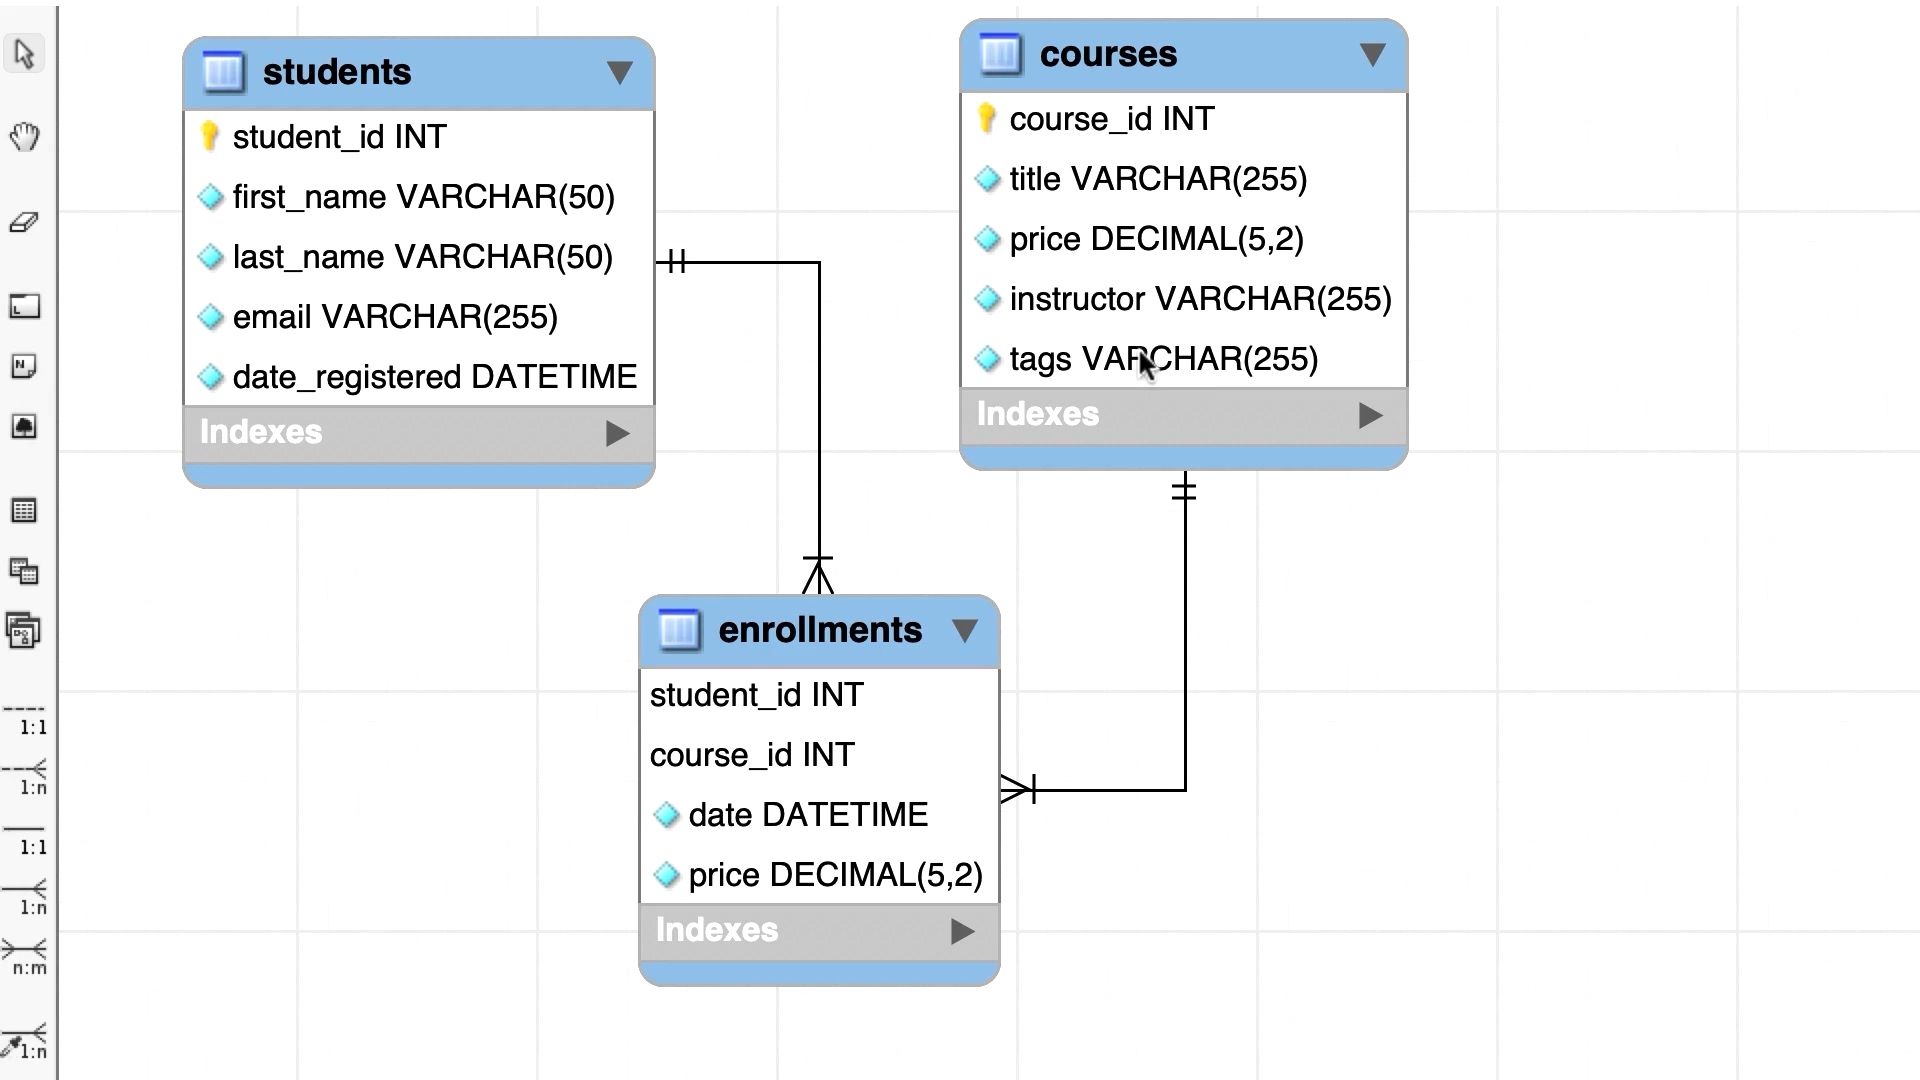 students
student_id INT
first_name VARCHAR(50)
last_name VARCHAR(50)
email VARCHAR(255)
date_registered DATETIME
Indexes
courses
course_id INT
title VARCHAR(255)
price DECIMAL(5,2)
instructor VARCHAR(255)
tags VARCHAR(255)
Indexes
enrollments
student_id INT
course_id INT
date DATETIME
price DECIMAL(5,2)
Indexes
1:1
1:n
1:1
1:n
n:m
1:n